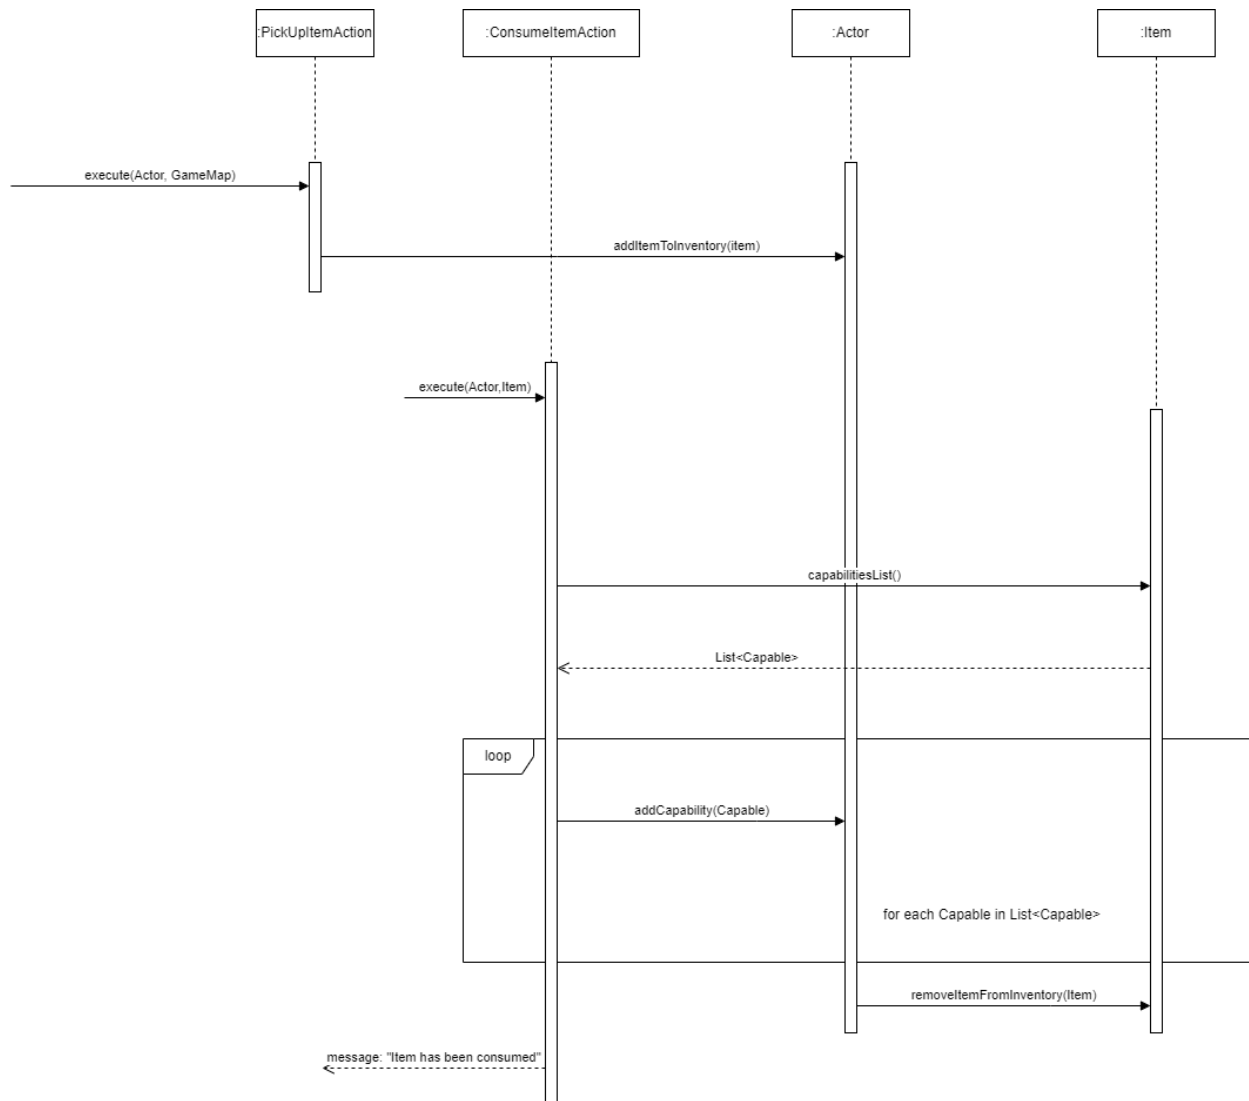 :PickUpItemAction
:ConsumeItemAction
:Actor
:Item
execute(Actor, GameMap)
addItemToInventory(item)
execute(Actor,Item)
capabilitiesList()
List<Capable>
loop
addCapability(Capable)
for each Capable in List<Capable>
removeItemFromInventory(Item)
message: "Item has been consumed"